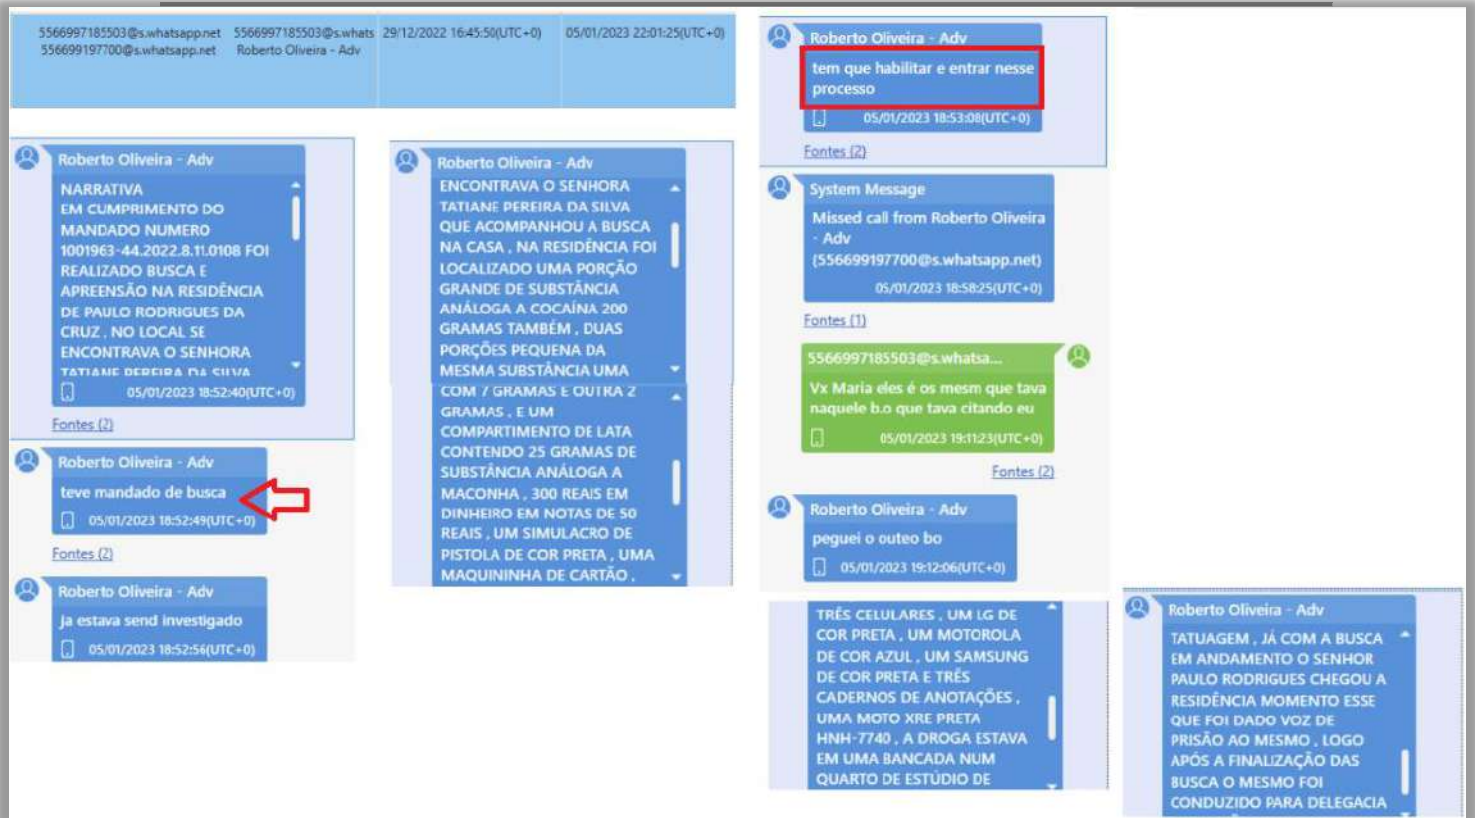 5566997185503@s.whatsapp.net 5566997185503@s.whats 29/12/2022 16:45:50(UTC+0) 05/01/2023 22:01:25(UTC+0)
556699197700@s.whatsapp.net Roberto Oliveira - Adv
Roberto Oliveira - Adv
NARRATIVA
EM CUMPRIMENTO DO
MANDADO NUMERO
1001963-44.2022.8.11.0108 FOI
REALIZADO BUSCA E
APREENSÃO NA RESIDÊNCIA
DE PAULO RODRIGUES DA
CRUZ , NO LOCAL SE
ENCONTRAVA O SENHORA
TATIANE PEREIRA DA SILVA
05/01/2023 18:52:40(UTC+0)
Fontes (2)
Roberto Oliveira - Adv
teve mandado de busca
05/01/2023 18:52:49(UTC+0)
Fontes (2)
Roberto Oliveira - Adv
ja estava send investigado
05/01/2023 18:52:56(UTC+0)
Roberto Oliveira - Adv
ENCONTRAVA O SENHORA
TATIANE PEREIRA DA SILVA
QUE ACOMPANHOU A BUSCA
NA CASA , NA RESIDÊNCIA FOI
LOCALIZADO UMA PORÇÃO
GRANDE DE SUBSTÂNCIA
ANÁLOGA A COCAÍNA 200
GRAMAS TAMBÉM , DUAS
PORÇÕES PEQUENA DA
MESMA SUBSTÂNCIA UMA
COM 7 GRAMAS E OUTRA 2
GRAMAS , E UM
COMPARTIMENTO DE LATA
CONTENDO 25 GRAMAS DE
SUBSTÂNCIA ANÁLOGA A
MACONHA , 300 REAIS EM
DINHEIRO EM NOTAS DE 50
REAIS , UM SIMULACRO DE
PISTOLA DE COR PRETA , UMA
MAQUININHA DE CARTÃO ,
Roberto Oliveira - Adv
tem que habilitar e entrar nesse
processo
05/01/2023 18:53:08(UTC+0)
Fontes (2)
System Message
Missed call from Roberto Oliveira
- Adv
(556699197700@s.whatsapp.net)
05/01/2023 18:58:25(UTC+0)
Fontes (1)
5566997185503@s.whatsa...
Vx Maria eles é os mesm que tava
naquele b.o que tava citando eu
05/01/2023 19:11:23(UTC+0)
Fontes (2)
Roberto Oliveira - Adv
peguei o outeo bo
05/01/2023 19:12:06(UTC+0)
TRÊS CELULARES , UM LG DE
COR PRETA , UM MOTOROLA
DE COR AZUL , UM SAMSUNG
DE COR PRETA E TRÊS
CADERNOS DE ANOTAÇÕES ,
UMA MOTO XRE PRETA
HNH-7740 , A DROGA ESTAVA
EM UMA BANCADA NUM
QUARTO DE ESTÚDIO DE
Roberto Oliveira - Adv
TATUAGEM , JÁ COM A BUSCA
EM ANDAMENTO O SENHOR
PAULO RODRIGUES CHEGOU A
RESIDÊNCIA MOMENTO ESSE
QUE FOI DADO VOZ DE
PRISÃO AO MESMO , LOGO
APÓS A FINALIZAÇÃO DAS
BUSCA O MESMO FOI
CONDUZIDO PARA DELEGACIA